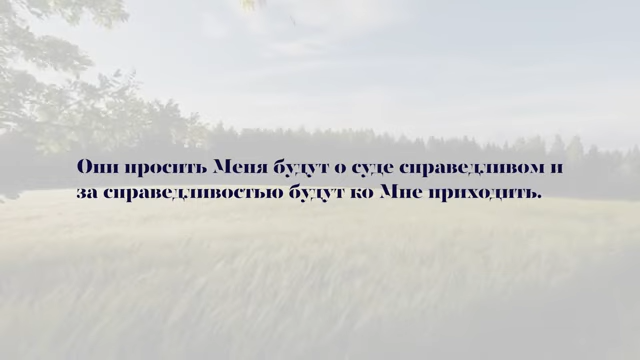 Они просить Меня будут о суде справедливом и
за справедливостью будут ко Мне приходить.